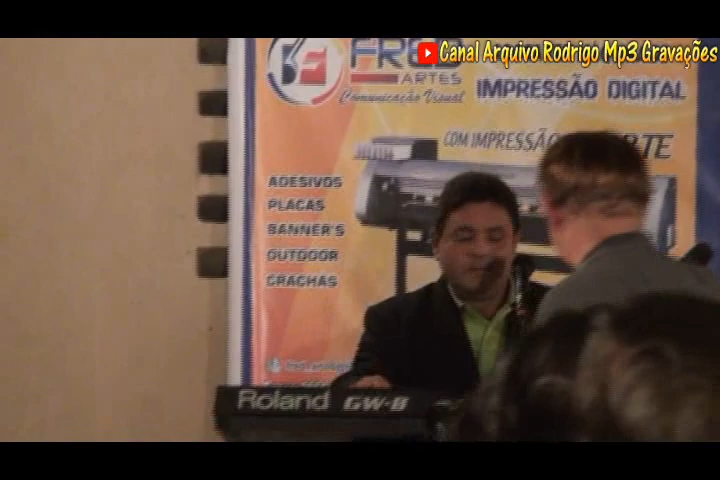 Canal Arquivo Rodrigo Mp3 Gravações
FRED
ARTES
Comunicação Visual
IMPRESSÃO DIGITAL
COM IMPRESSÃO
ADESIVOS
PLACAS
BANNER'S
OUTDOOR
CRACHAS
Roland GW-8